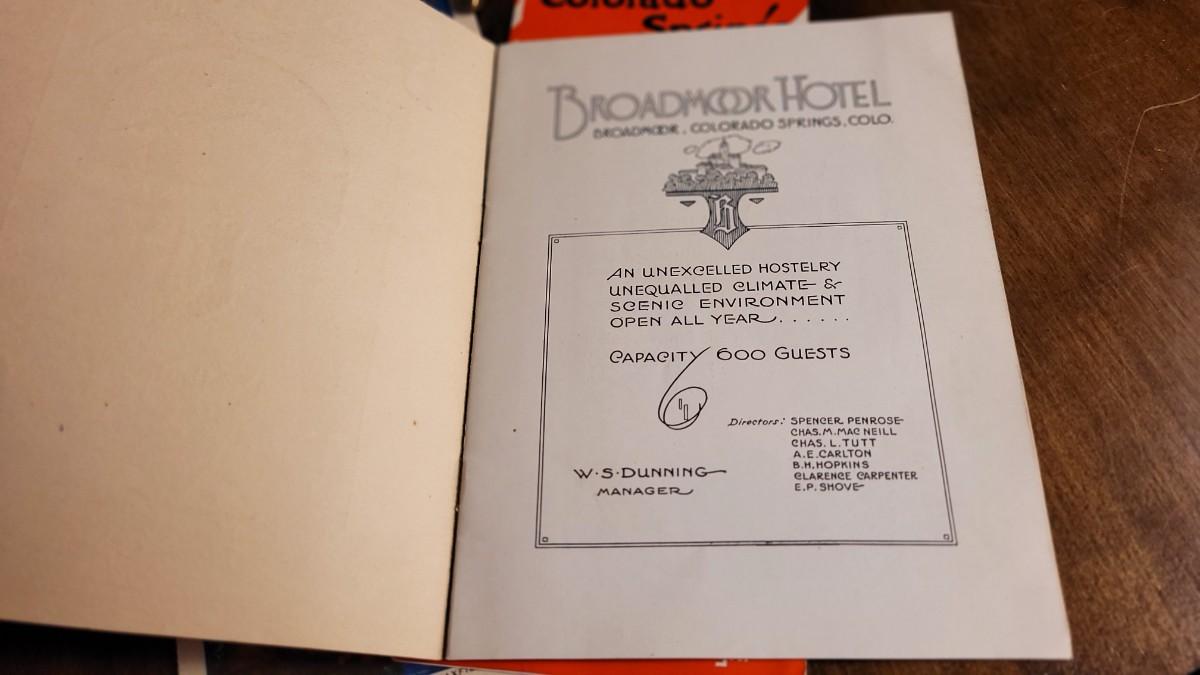 Colorado
BROADMOOR HOTEL
BROADMOOR, COLORADO SPRINGS, COLO.
B
AN UNEXCELLED HOSTELRY
UNEQUALLED CLIMATE &
SCENIC ENVIRONMENT
OPEN ALL YEAR......
CAPACITY 600 GUESTS
Directors: SPENCER PENROSE
CHAS. M. MAC NEILL
CHAS. L. TUTT
A. E. CARLTON
B. H. HOPKINS
CLARENCE CARPENTER
E. P. SHOVE
W·S·DUNNING
MANAGER